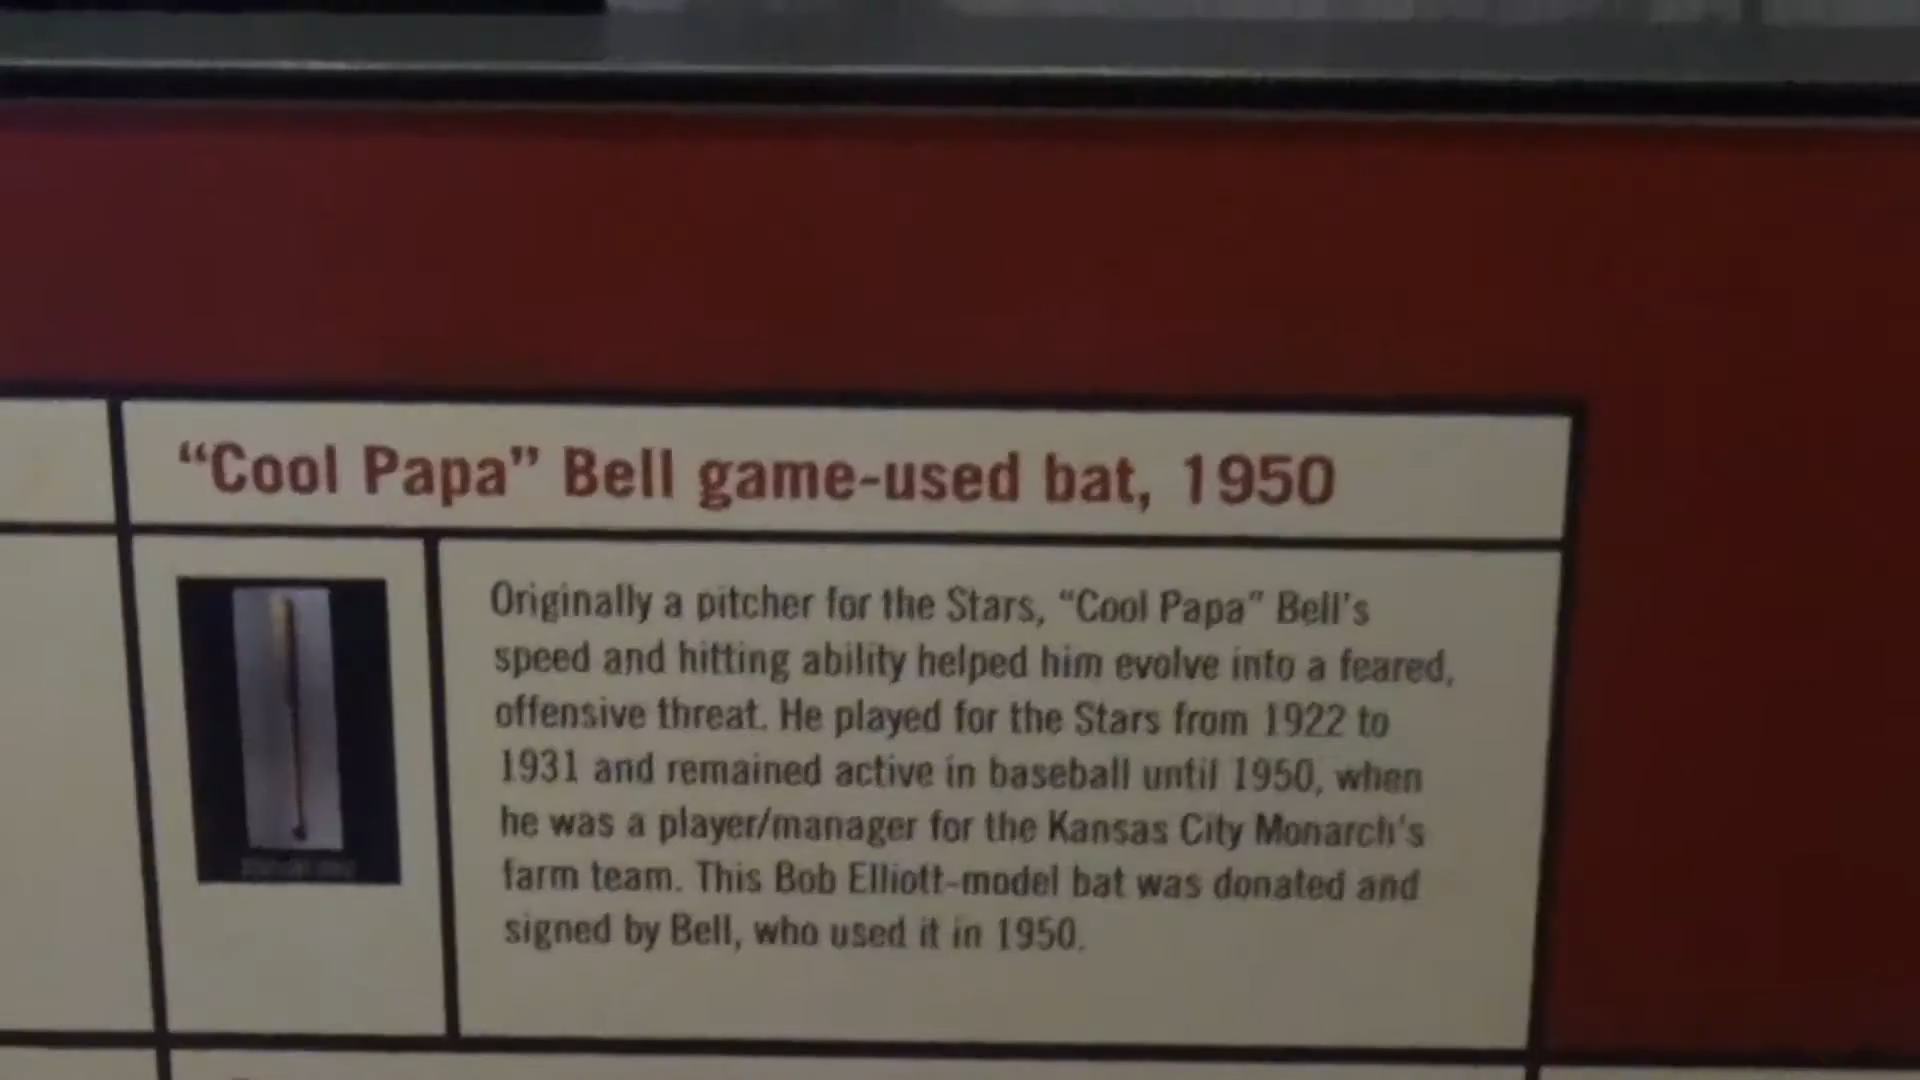 “Cool Papa” Bell game-used bat, 1950
Originally a pitcher for the Stars, “Cool Papa” Bell's
speed and hitting ability helped him evolve into a feared,
offensive threat. He played for the Stars from 1922 to
1931 and remained active in baseball until 1950, when
he was a player/manager for the Kansas City Monarch's
farm team. This Bob Elliott-model bat was donated and
signed by Bell, who used it in 1950.